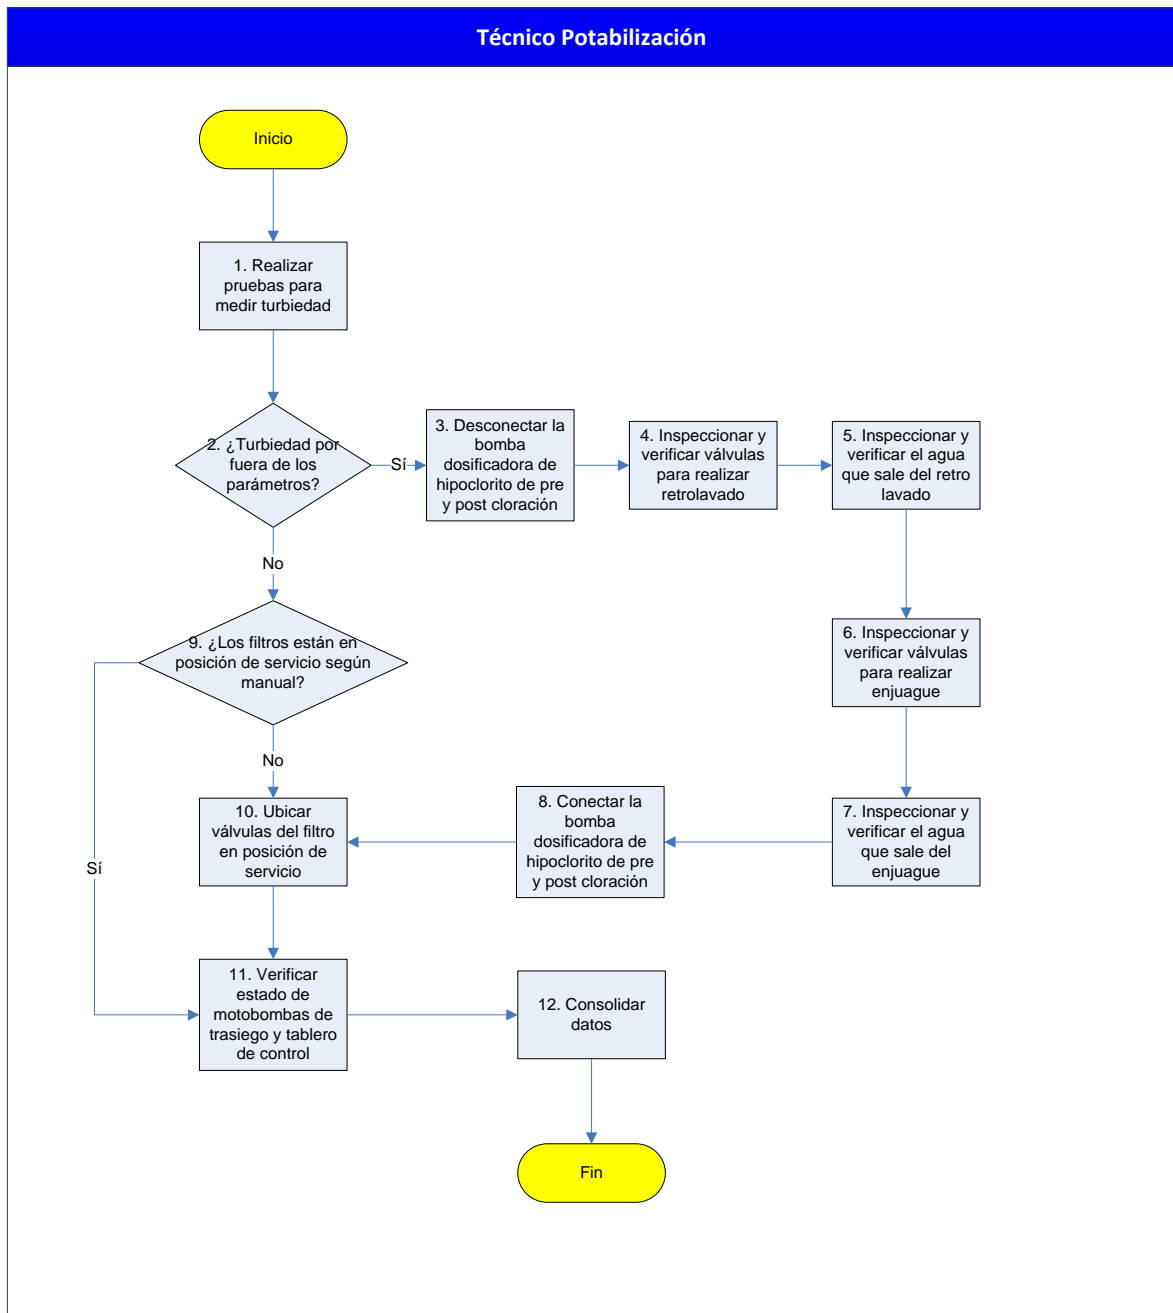 Técnico Potabilización
Inicio
1. Realizar
pruebas para
medir turbiedad
2. ¿Turbiedad por
fuera de los
parámetros?
Sí
3. Desconectar la
bomba
dosificadora de
hipoclorito de pre
y post cloración
4. Inspeccionar y
verificar válvulas
para realizar
retrolavado
5. Inspeccionar y
verificar el agua
que sale del retro
lavado
No
6. Inspeccionar y
verificar válvulas
para realizar
enjuague
9. ¿Los filtros están en
posición de servicio según
manual?
No
7. Inspeccionar y
verificar el agua
que sale del
enjuague
8. Conectar la
bomba
dosificadora de
hipoclorito de pre
y post cloración
10. Ubicar
válvulas del filtro
en posición de
servicio
Sí
11. Verificar
estado de
motobombas de
trasiego y tablero
de control
12. Consolidar
datos
Fin